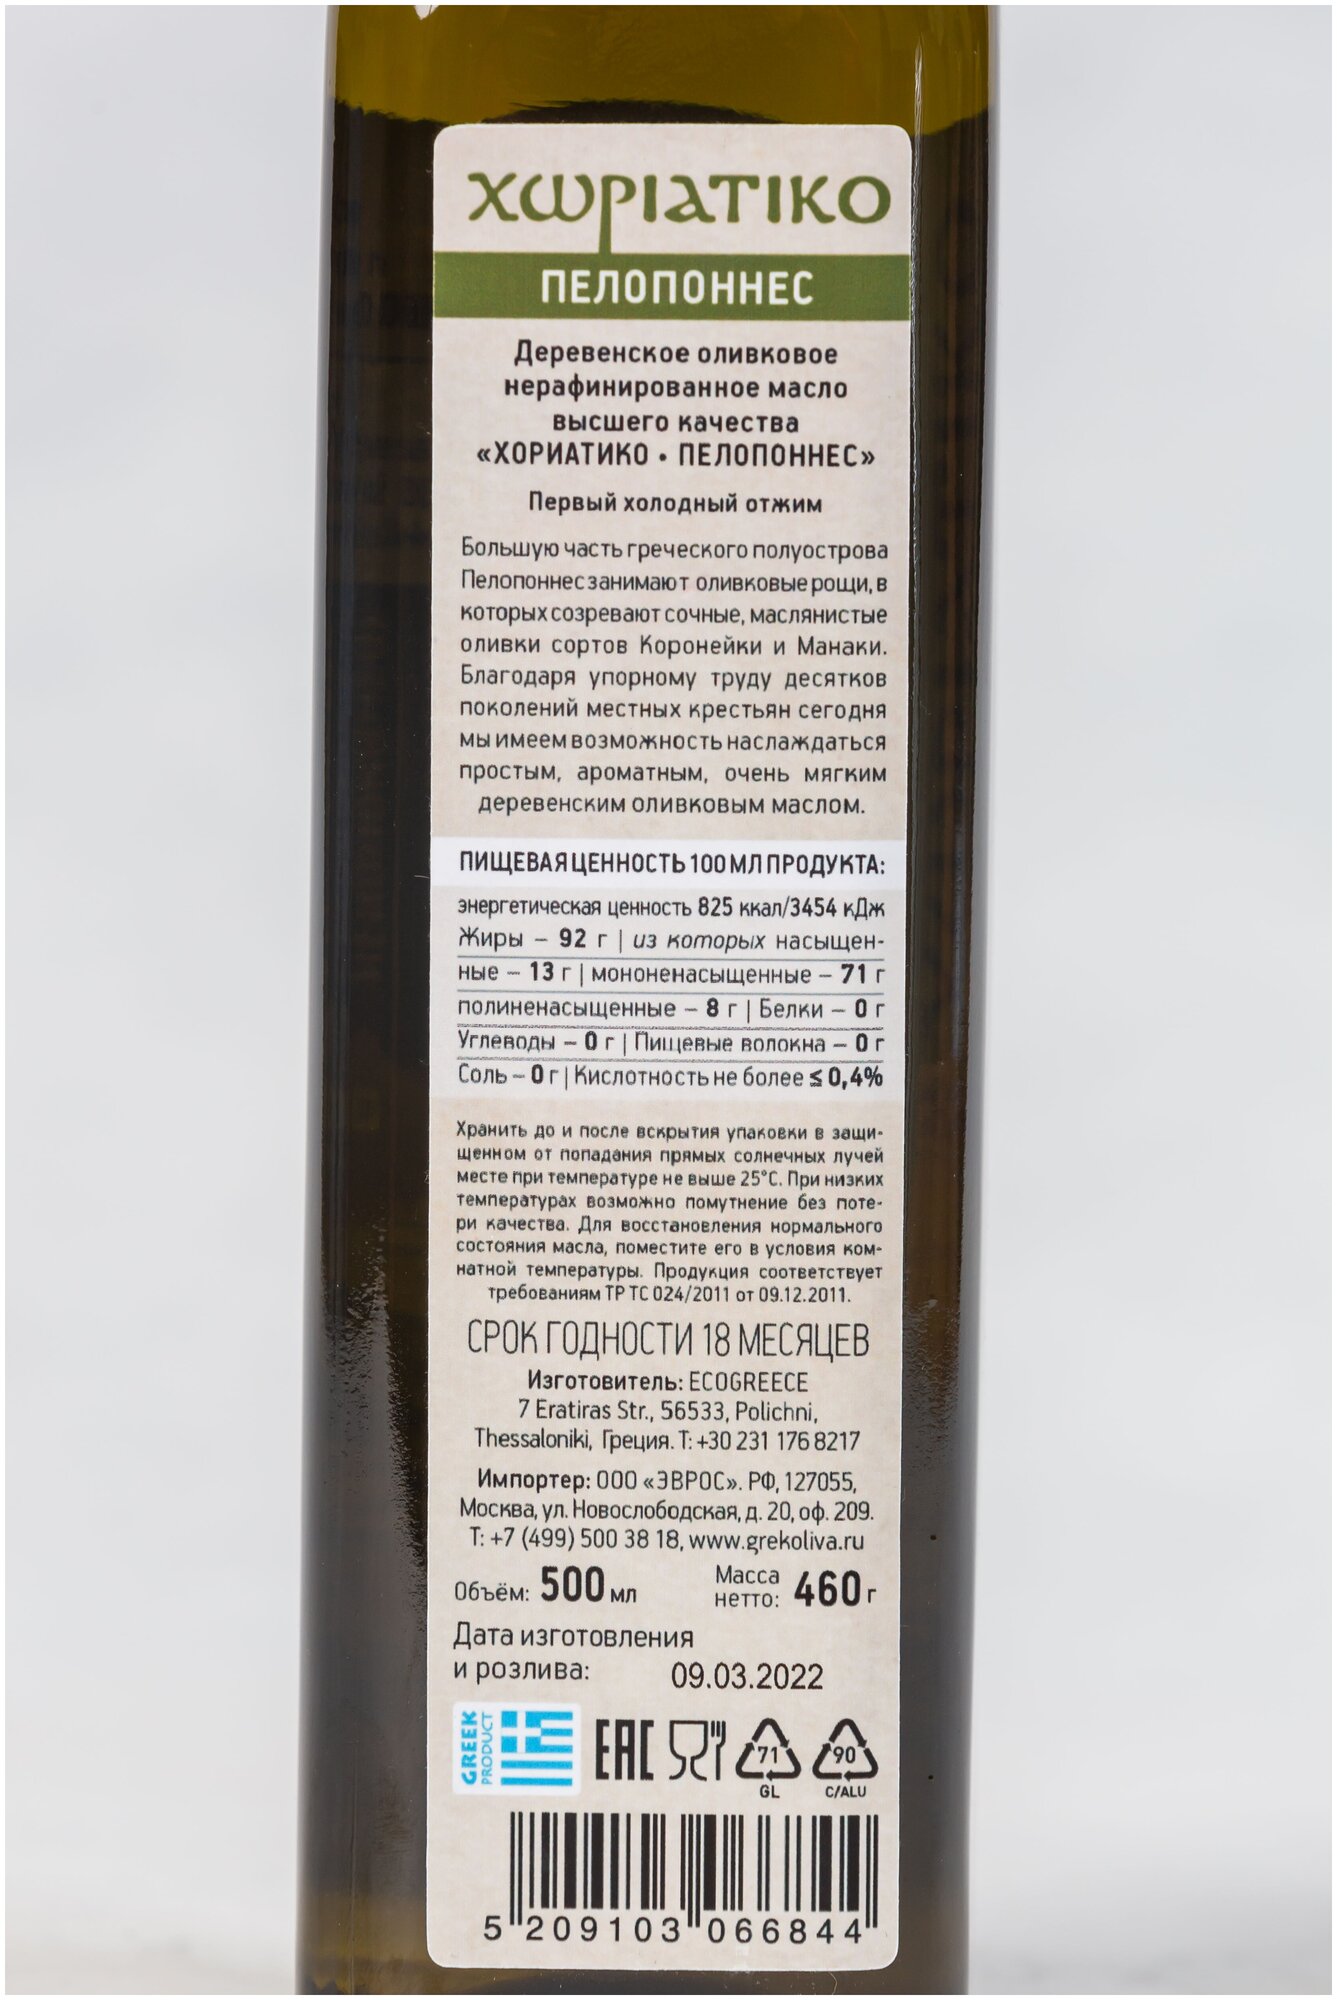 χωριατικο
ПЕЛОПОННЕС
Деревенское оливковое
нерафинированное масло
высшего качества
«ХОРИАТИКО • ПЕЛОПОННЕС»
Первый холодный отжим
Большую часть греческого полуострова
Пелопоннес занимают оливковые рощи, в
которых созревают сочные, маслянистые
оливки сортов Коронейки и Манаки.
Благодаря упорному труду десятков
поколений местных крестьян сегодня
мы имеем возможность наслаждаться
простым, ароматным, очень мягким
деревенским оливковым маслом.
ПИЩЕВАЯ ЦЕННОСТЬ 100 МЛ ПРОДУКТА:
энергетическая ценность 825 ккал/3454 кДж
Жиры – 92 г | из которых насыщен-
ные – 13 г | мононенасыщенные – 71 г
полиненасыщенные – 8 г | Белки – 0 г
Углеводы – 0 г | Пищевые волокна – 0 г
Соль – 0 г | Кислотность не более ≤ 0,4%
Хранить до и после вскрытия упаковки в защи-
щенном от попадания прямых солнечных лучей
месте при температуре не выше 25°С. При низких
температурах возможно помутнение без поте-
ри качества. Для восстановления нормального
состояния масла, поместите его в условия ком-
натной температуры. Продукция соответствует
требованиям ТР ТС 024/2011 от 09.12.2011.
СРОК ГОДНОСТИ 18 МЕСЯЦЕВ
Изготовитель: ECOGREECE
7 Eratiras Str., 56533, Polichni,
Thessaloniki, Греция. Т: +30 231 176 8217
Импортер: ООО «ЭВРОС». РФ, 127055,
Москва, ул. Новослободская, д. 20, оф. 209.
Т: +7 (499) 500 38 18, www.grekoliva.ru
Объём: 500 мл Масса нетто: 460 г
Дата изготовления
и розлива: 09.03.2022
GREEK PRODUCT
EAC
71 GL
90 C/ALU
5 209103 066844